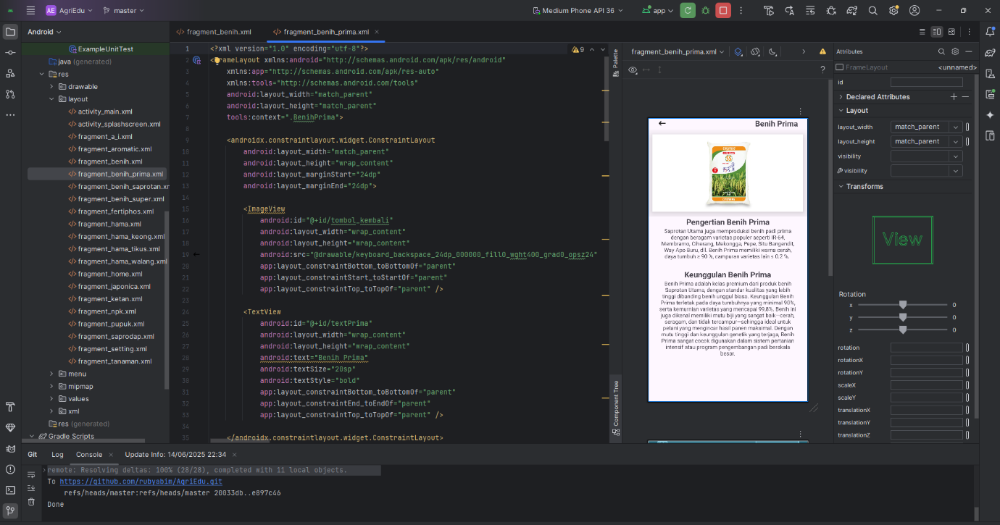 AE AgriEdu master Medium Phone API 36 app
Android
fragment_benih.xml fragment_benih_prima.xml
ExampleUnitTest
java (generated)
res
drawable
layout
activity_main.xml
activity_splashscreen.xml
fragment_a_i.xml
fragment_aromatic.xml
fragment_benih.xml
fragment_benih_prima.xml
fragment_benih_saprotan.xr
fragment_benih_super.xml
fragment_fertiphos.xml
fragment_hama.xml
fragment_hama_keong.xml
fragment_hama_tikus.xml
fragment_hama_walang.xml
fragment_home.xml
fragment_japonica.xml
fragment_ketan.xml
fragment_npk.xml
fragment_pupuk.xml
fragment_saprodap.xml
fragment_setting.xml
fragment_tanaman.xml
menu
mipmap
values
xml
res (generated)
Gradle Scripts
9
1 <?xml version="1.0" encoding="utf-8"?>
2 <FrameLayout xmlns:android="http://schemas.android.com/apk/res/android"
3 xmlns:app="http://schemas.android.com/apk/res-auto"
4 xmlns:tools="http://schemas.android.com/tools"
5 android:layout_width="match_parent"
6 android:layout_height="match_parent"
7 tools:context=".BenihPrima">
8
9 <androidx.constraintlayout.widget.ConstraintLayout
10 android:layout_width="match_parent"
11 android:layout_height="wrap_content"
12 android:layout_marginStart="24dp"
13 android:layout_marginEnd="24dp">
14
15 <ImageView
16 android:id="@+id/tombol_kembali"
17 android:layout_width="wrap_content"
18 android:layout_height="wrap_content"
19 android:src="@drawable/keyboard_backspace_24dp_000000_fill0_wght400_grad0_opsz24"
20 app:layout_constraintBottom_toBottomOf="parent"
21 app:layout_constraintStart_toStartOf="parent"
22 app:layout_constraintTop_toTopOf="parent" />
23
24 <TextView
25 android:id="@+id/textPrima"
26 android:layout_width="wrap_content"
27 android:layout_height="wrap_content"
28 android:text="Benih Prima"
29 android:textSize="20sp"
30 android:textStyle="bold"
31 app:layout_constraintBottom_toBottomOf="parent"
32 app:layout_constraintEnd_toEndOf="parent"
33 app:layout_constraintTop_toTopOf="parent" />
34
35 </androidx.constraintlayout.widget.ConstraintLayout>
Palette
Component Tree
fragment_benih_prima.xml
?
Benih Prima
Pengertian Benih Prima
Saprotan Utama juga memproduksi benih padi prima
dengan beragam varietas populer seperti IR-64,
Membramo, Ciherang, Mekongga, Pepe, Situ Bangendit,
Way Apo Buru, dll. Benih Prima memiliki warna cerah,
daya tumbuh ≥ 90 %, campuran varietas lain ≤ 0.2 %.
Keunggulan Benih Prima
Benih Prima adalah kelas premium dari produk benih
Saprotan Utama, dengan standar kualitas yang lebih
tinggi dibanding benih unggul biasa. Keunggulan Benih
Prima terletak pada daya tumbuhnya yang minimal 90%,
serta kemurnian varietas yang mencapai 99.8%. Benih ini
juga dikenal memiliki mutu biji yang sangat baik—cerah,
seragam, dan tidak tercampur—sehingga ideal untuk
petani yang mengincar hasil panen maksimal. Dengan
mutu tinggi dan keunggulan genetik yang terjaga, Benih
Prima sangat cocok digunakan dalam sistem pertanian
intensif atau program pengembangan padi berskala
besar.
Attributes
FrameLayout <unnamed>
id
Declared Attributes
Layout
layout_width match_parent
layout_height match_parent
visibility
visibility
Transforms
View
Rotation
x 0
y 0
z 0
rotation
rotationX
rotationY
scaleX
scaleY
translationX
translationY
translationZ
Git Log Console Update Info: 14/06/2025 22:34
remote: Resolving deltas: 100% (28/28), completed with 11 local objects.
To https://github.com/rubyabim/AgriEdu.git
refs/heads/master:refs/heads/master 20033db..e897c46
Done